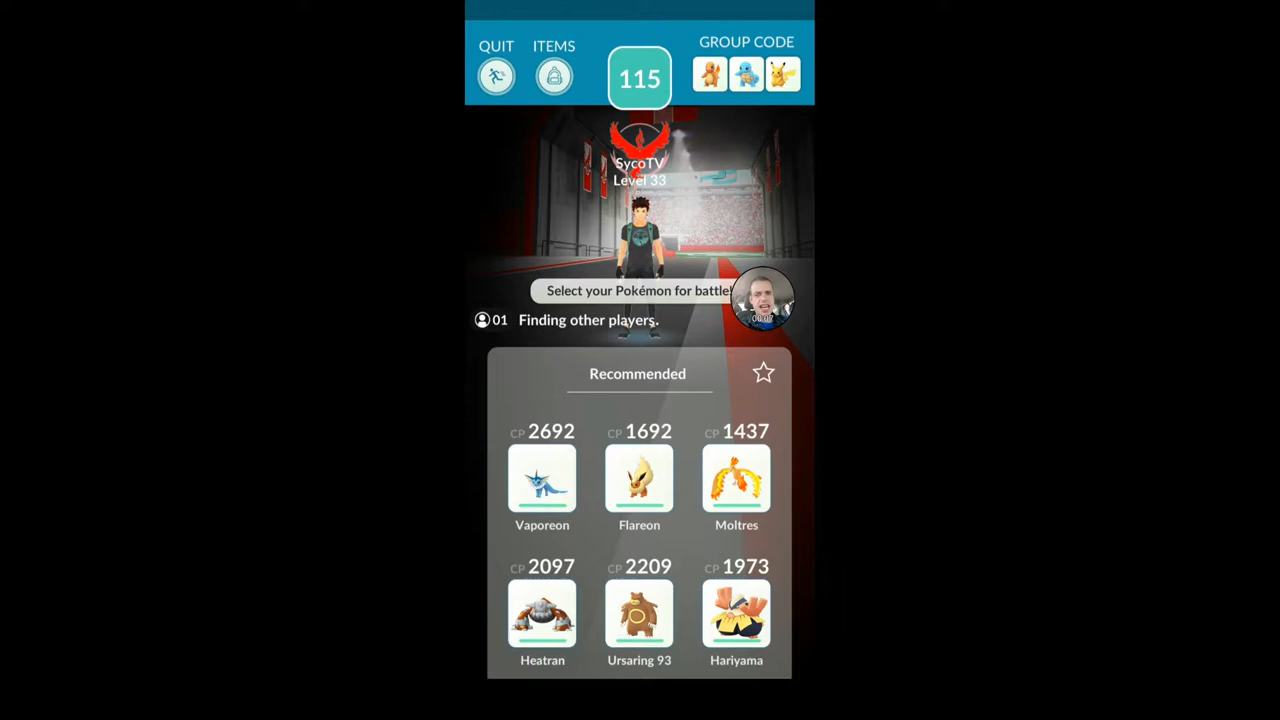 QUIT
ITEMS
115
GROUP CODE
SycoTV
Level 33
Select your Pokémon for battle!
01 Finding other players.
Recommended
CP 2692
CP 1692
CP 1437
Vaporeon
Flareon
Moltres
CP 2097
CP 2209
CP 1973
Heatran
Ursaring 93
Hariyama